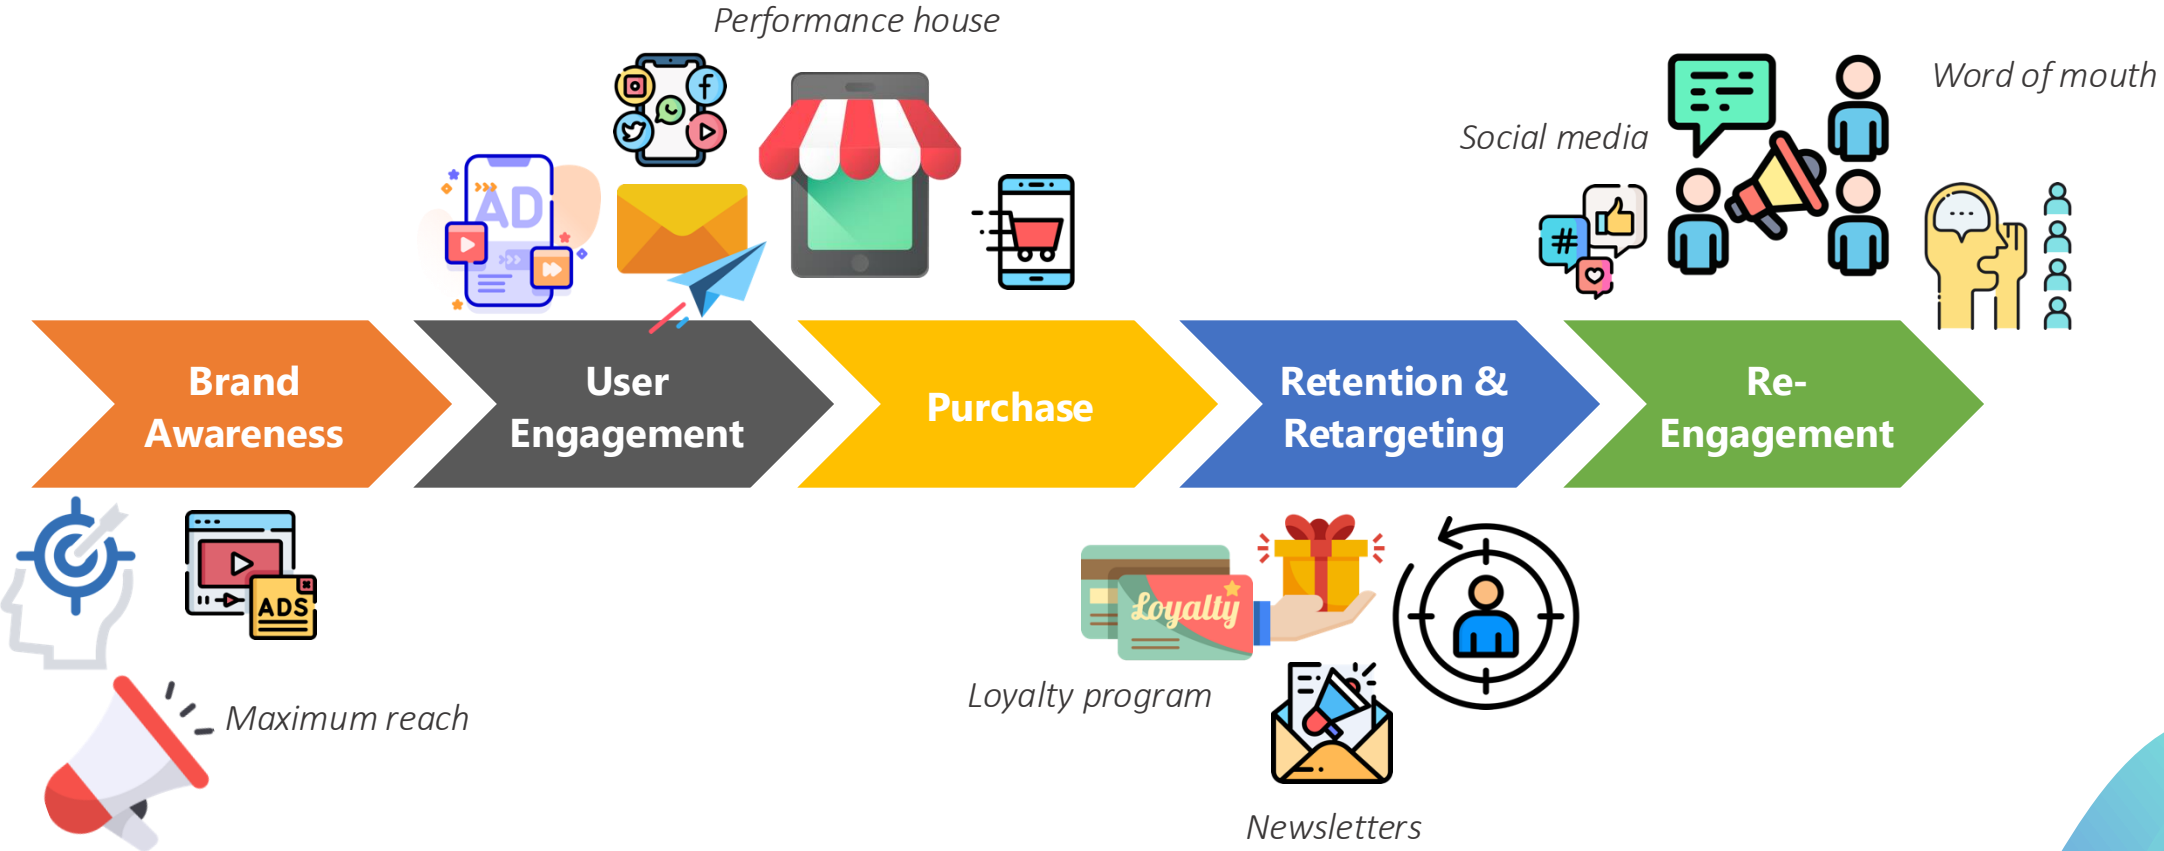 Performance house
Word of mouth
Social media
AD
#
Brand
Awareness
User
Engagement
Purchase
Retention &
Retargeting
Re-
Engagement
ADS
Loyalty
Maximum reach
Loyalty program
Newsletters